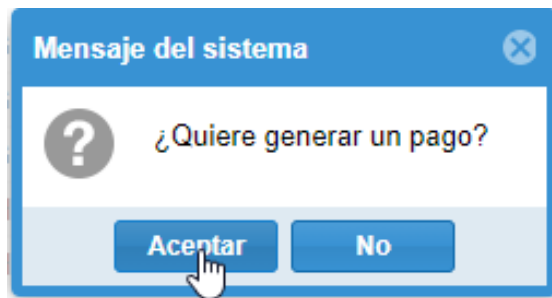 Mensaje del sistema
¿Quiere generar un pago?
Aceptar
No